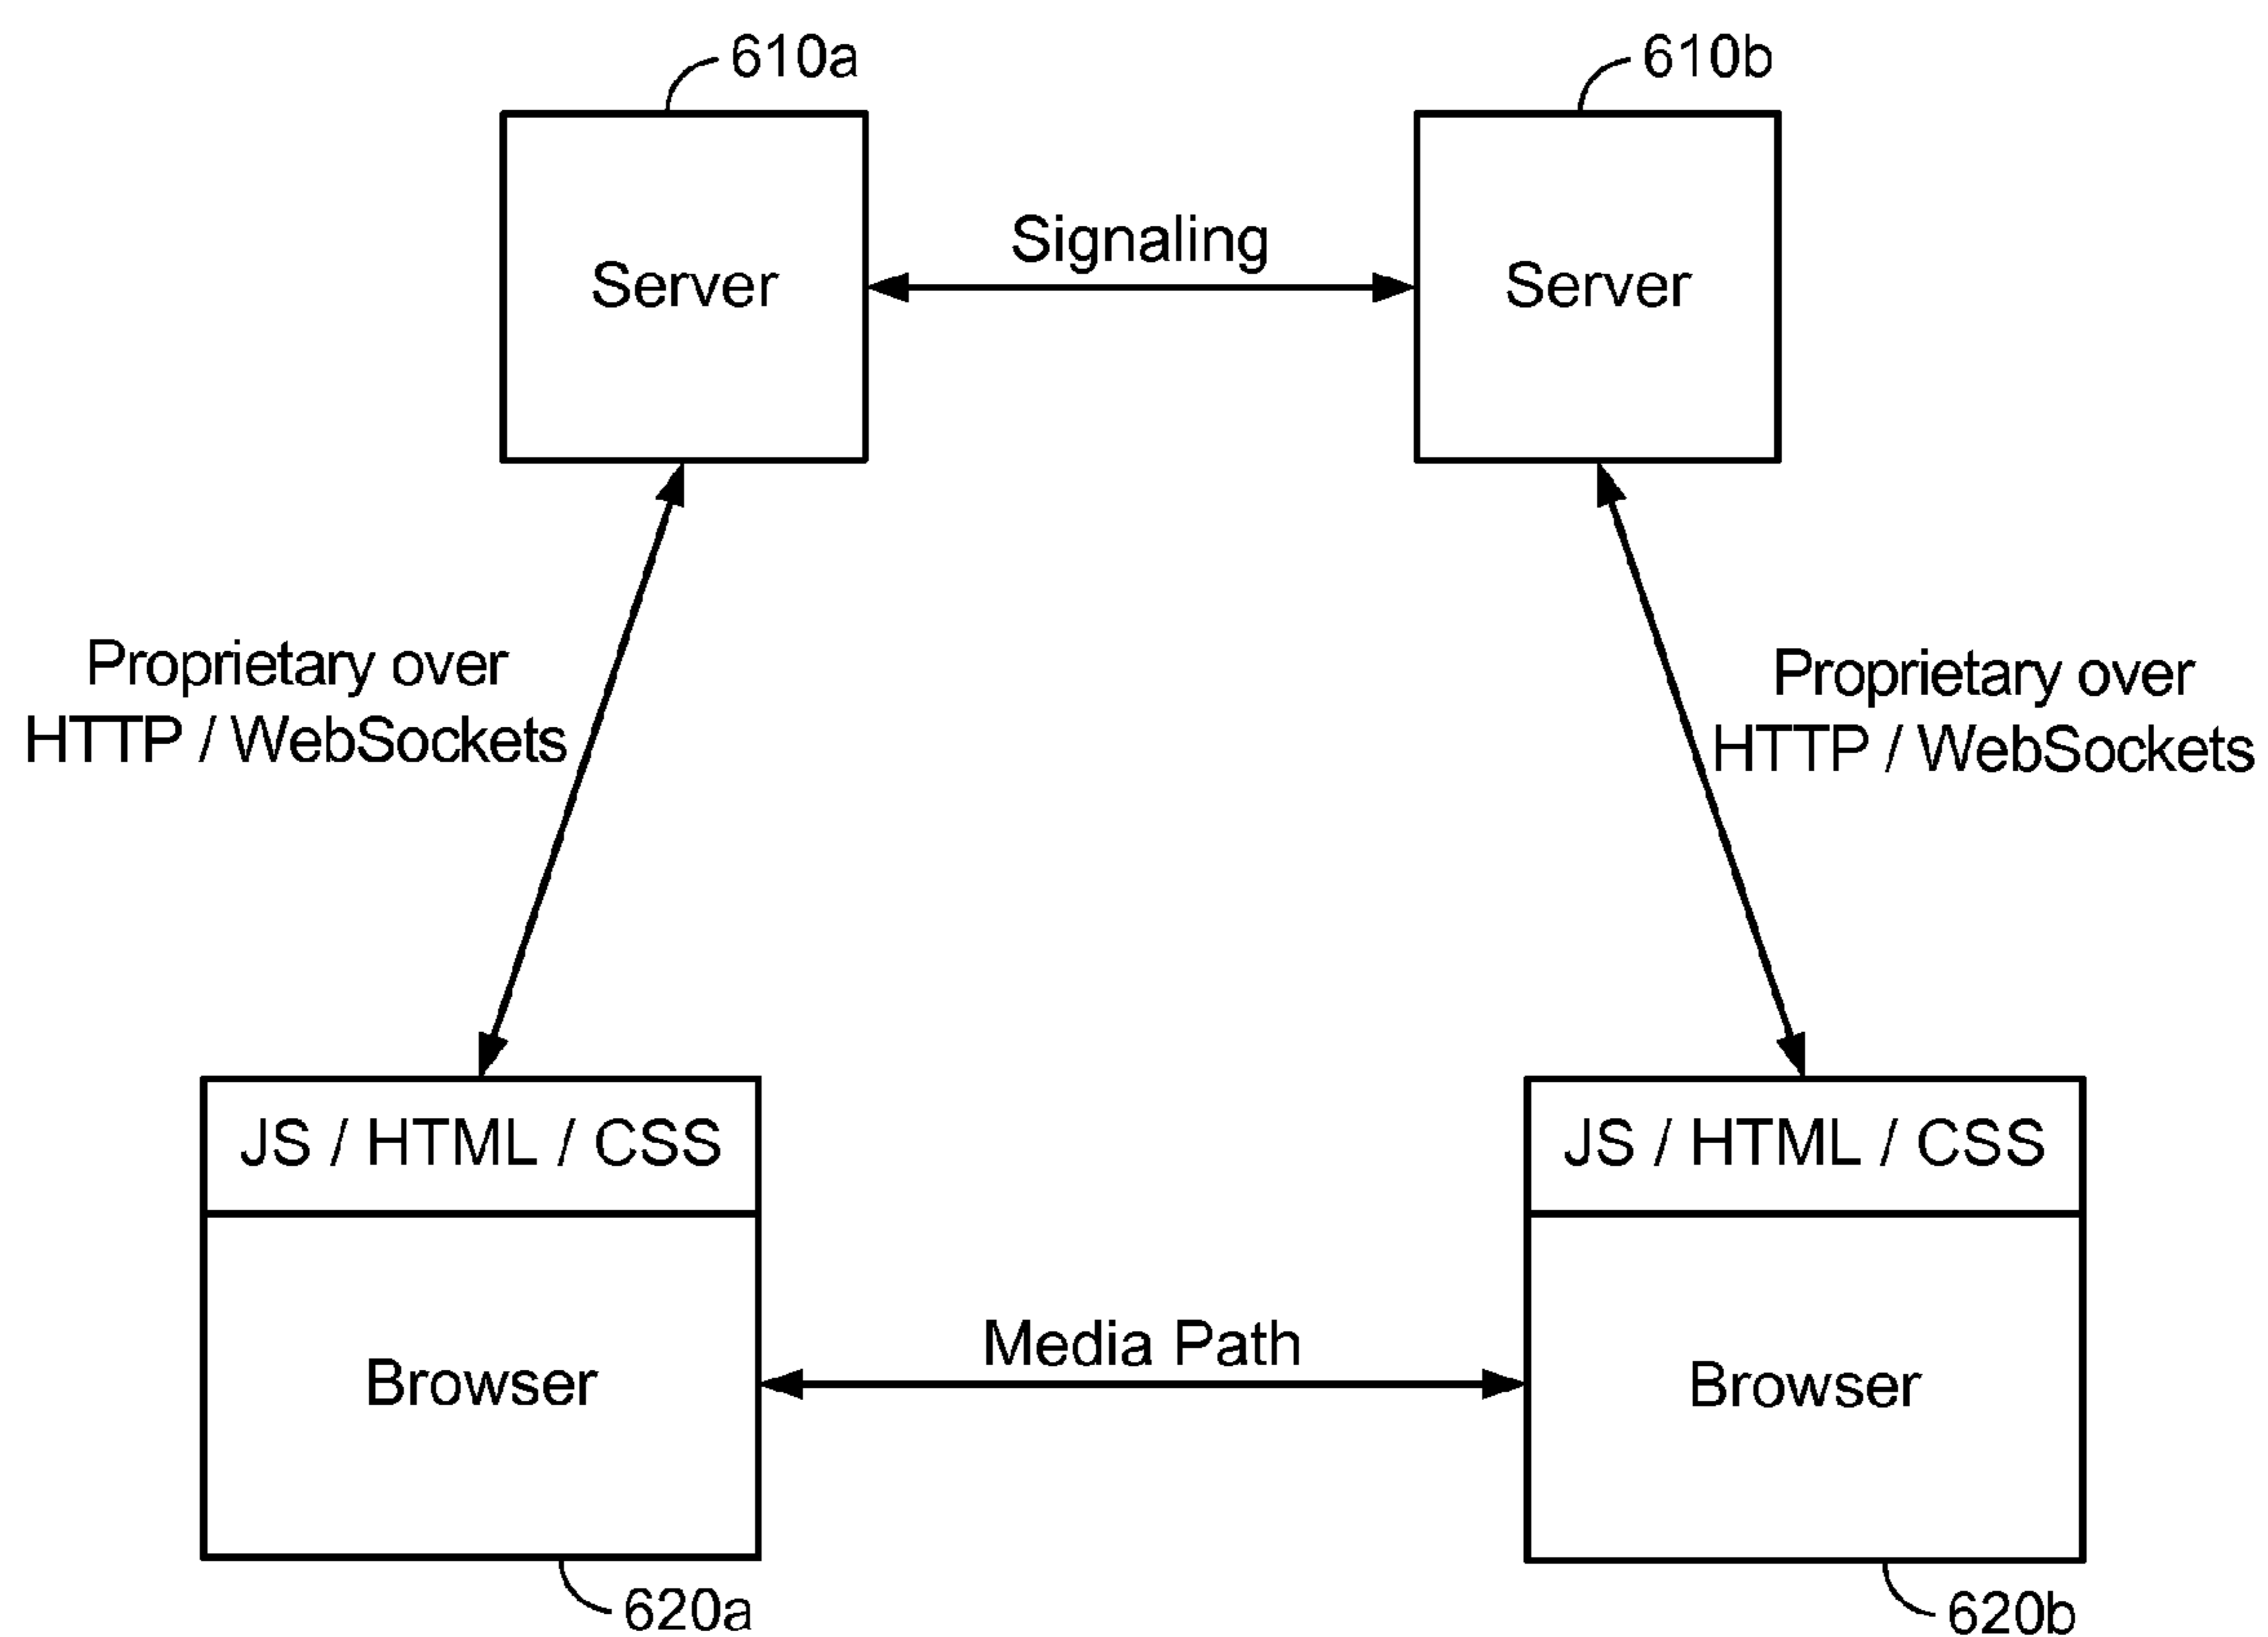 610a
610b
Signaling
Server
Server
Proprietary over
HTTP / WebSockets
Proprietary over
HTTP / WebSockets
JS / HTML / CSS
JS / HTML / CSS
Media Path
Browser
Browser
620a
620b